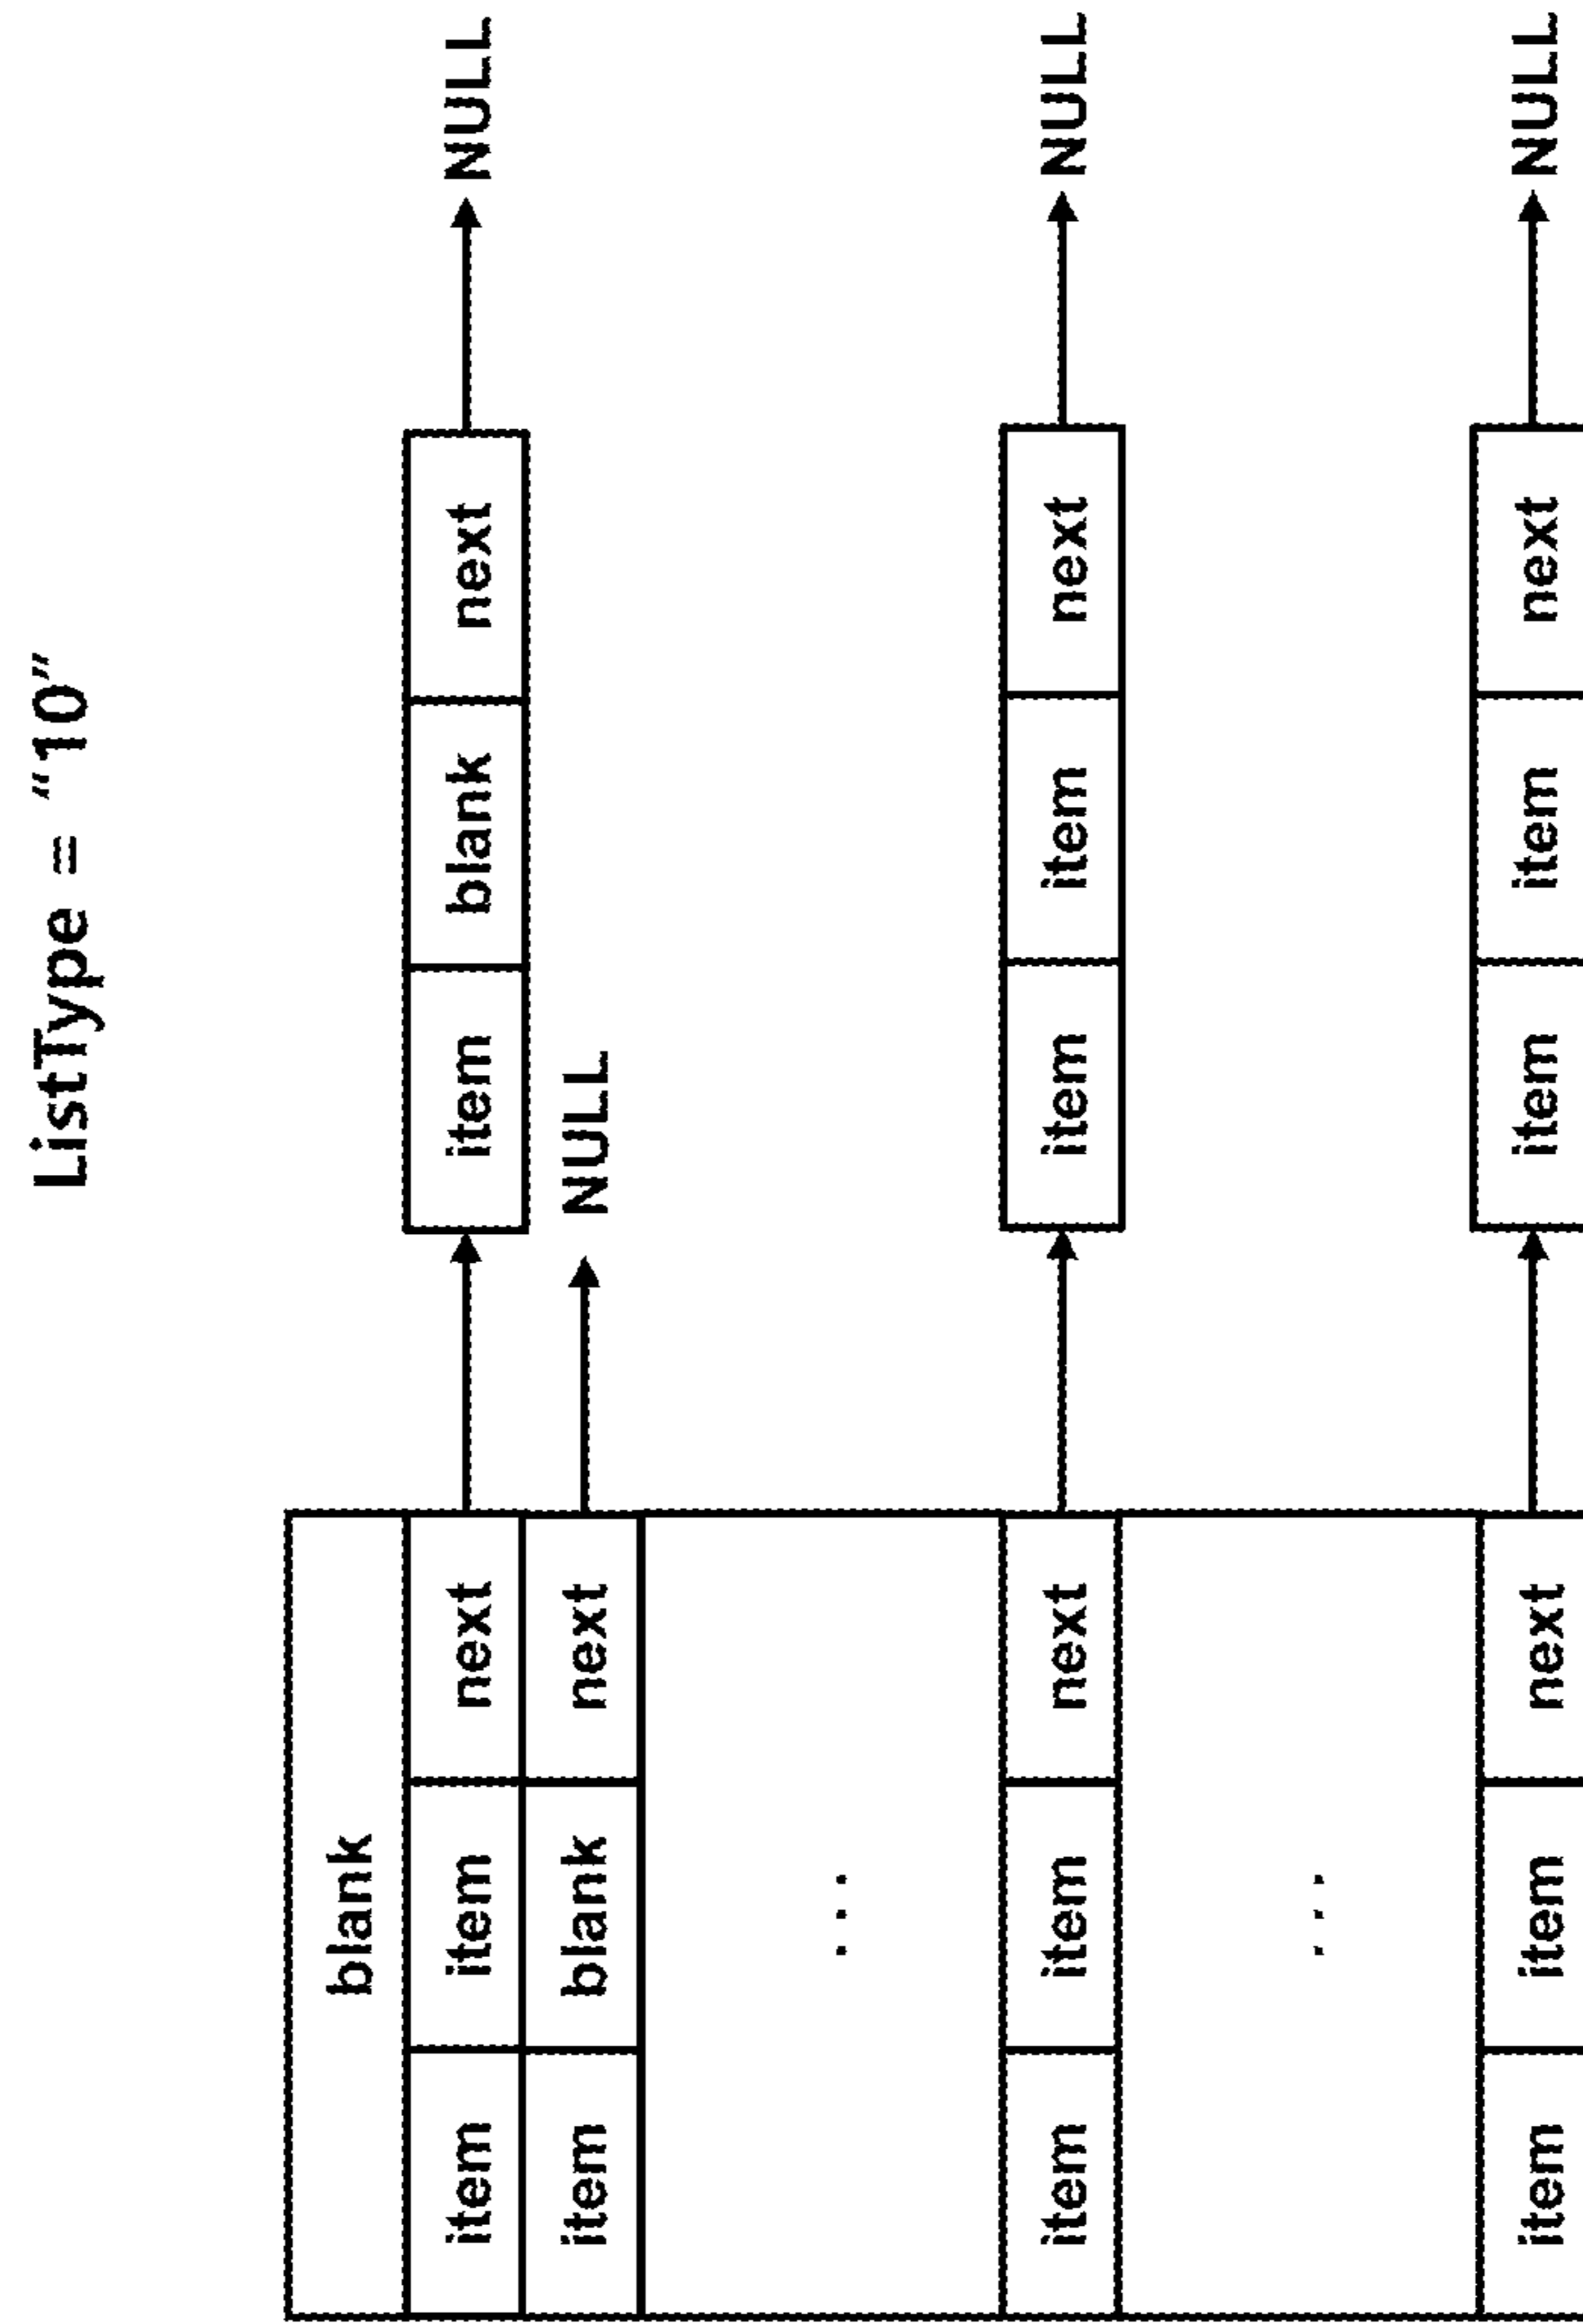 ListType = "10"
blank
item item next item blank next NULL
item blank next NULL
...
item item next item item next NULL
...
item item next item item next NULL